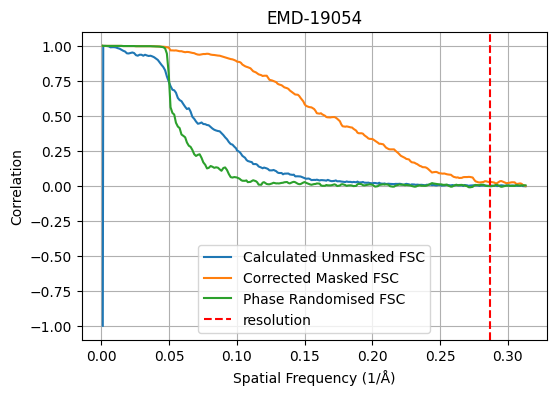 EMD-19054
1.00
0.75
0.50
0.25
0.00
−0.25
−0.50
−0.75
−1.00
Correlation
Calculated Unmasked FSC
Corrected Masked FSC
Phase Randomised FSC
resolution
0.00 0.05 0.10 0.15 0.20 0.25 0.30
Spatial Frequency (1/Å)